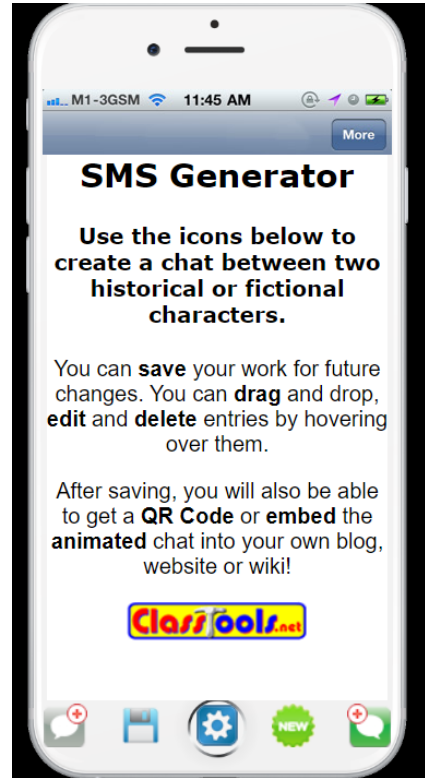 M1-3GSM 11:45 AM
More
SMS Generator
Use the icons below to
create a chat between two
historical or fictional
characters.
You can save your work for future
changes. You can drag and drop,
edit and delete entries by hovering
over them.
After saving, you will also be able
to get a QR Code or embed the
animated chat into your own blog,
website or wiki!
ClassTools.net
NEW